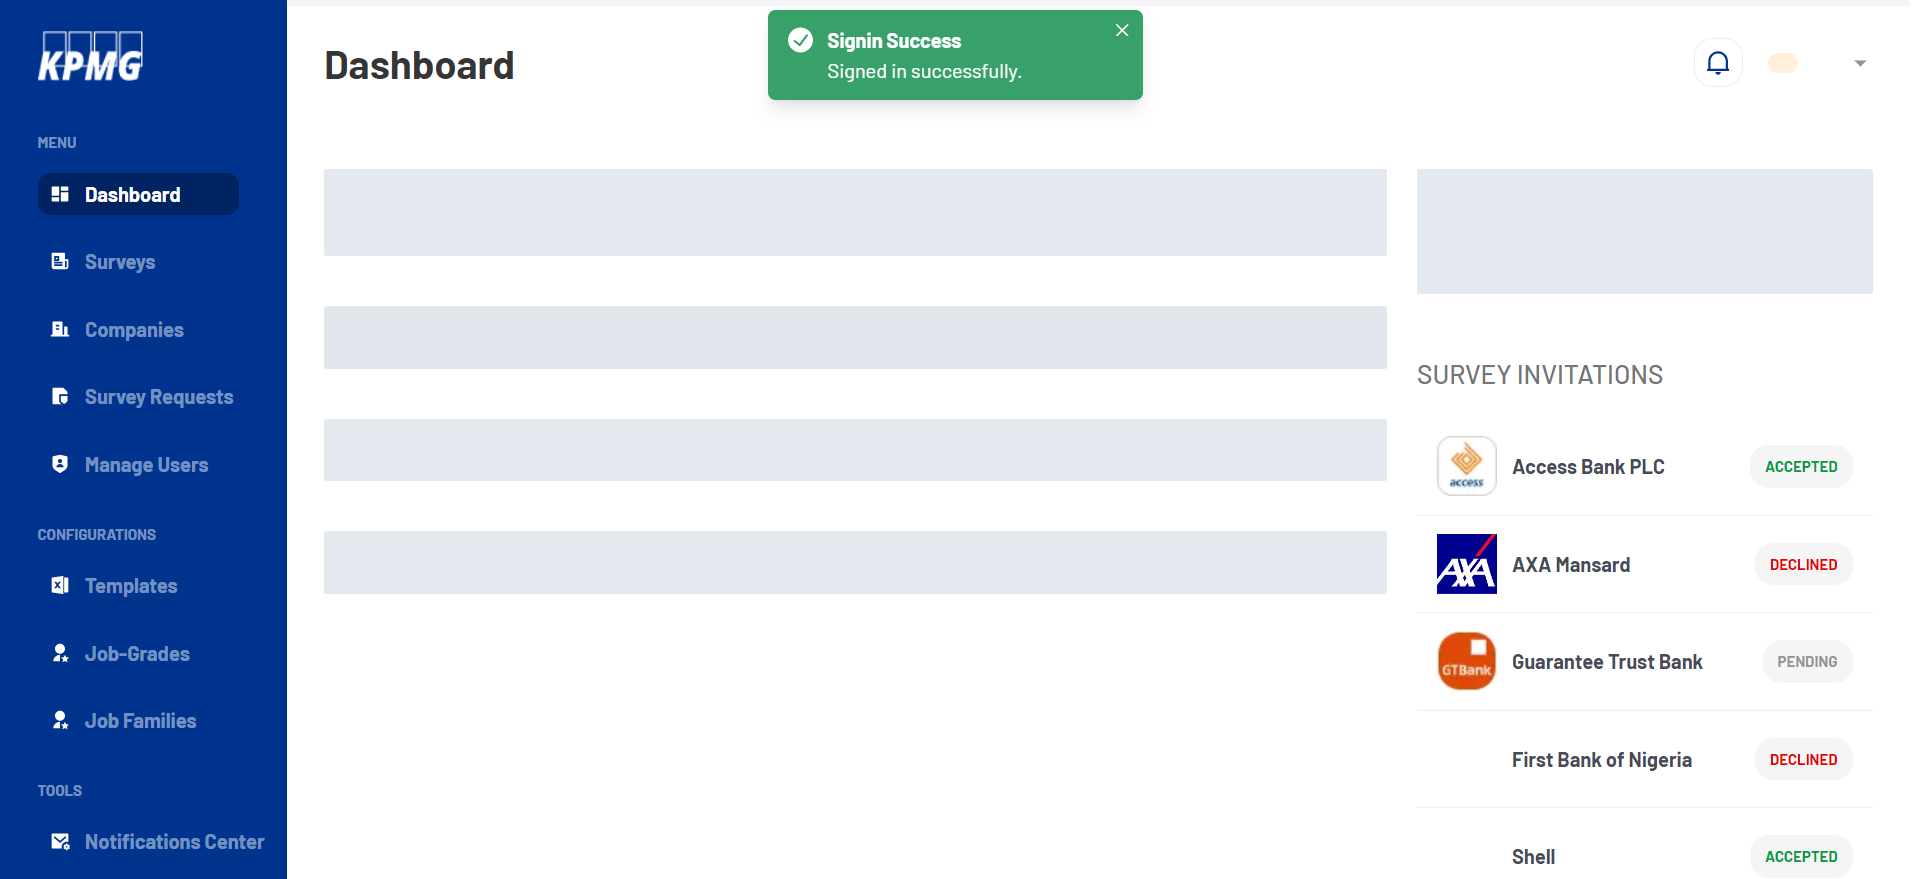 KPMG
MENU
Dashboard
Surveys
Companies
Survey Requests
Manage Users
CONFIGURATIONS
Templates
Job-Grades
Job Families
TOOLS
Notifications Center
Dashboard
Signin Success
Signed in successfully.
SURVEY INVITATIONS
access
Access Bank PLC
ACCEPTED
AXA
AXA Mansard
DECLINED
GTBank
Guarantee Trust Bank
PENDING
First Bank of Nigeria
DECLINED
Shell
ACCEPTED